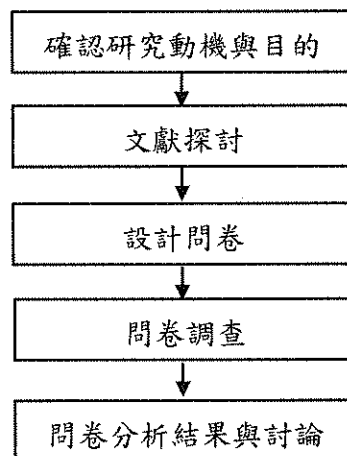 確認研究動機與目的
文獻探討
設計問卷
問卷調查
問卷分析結果與討論